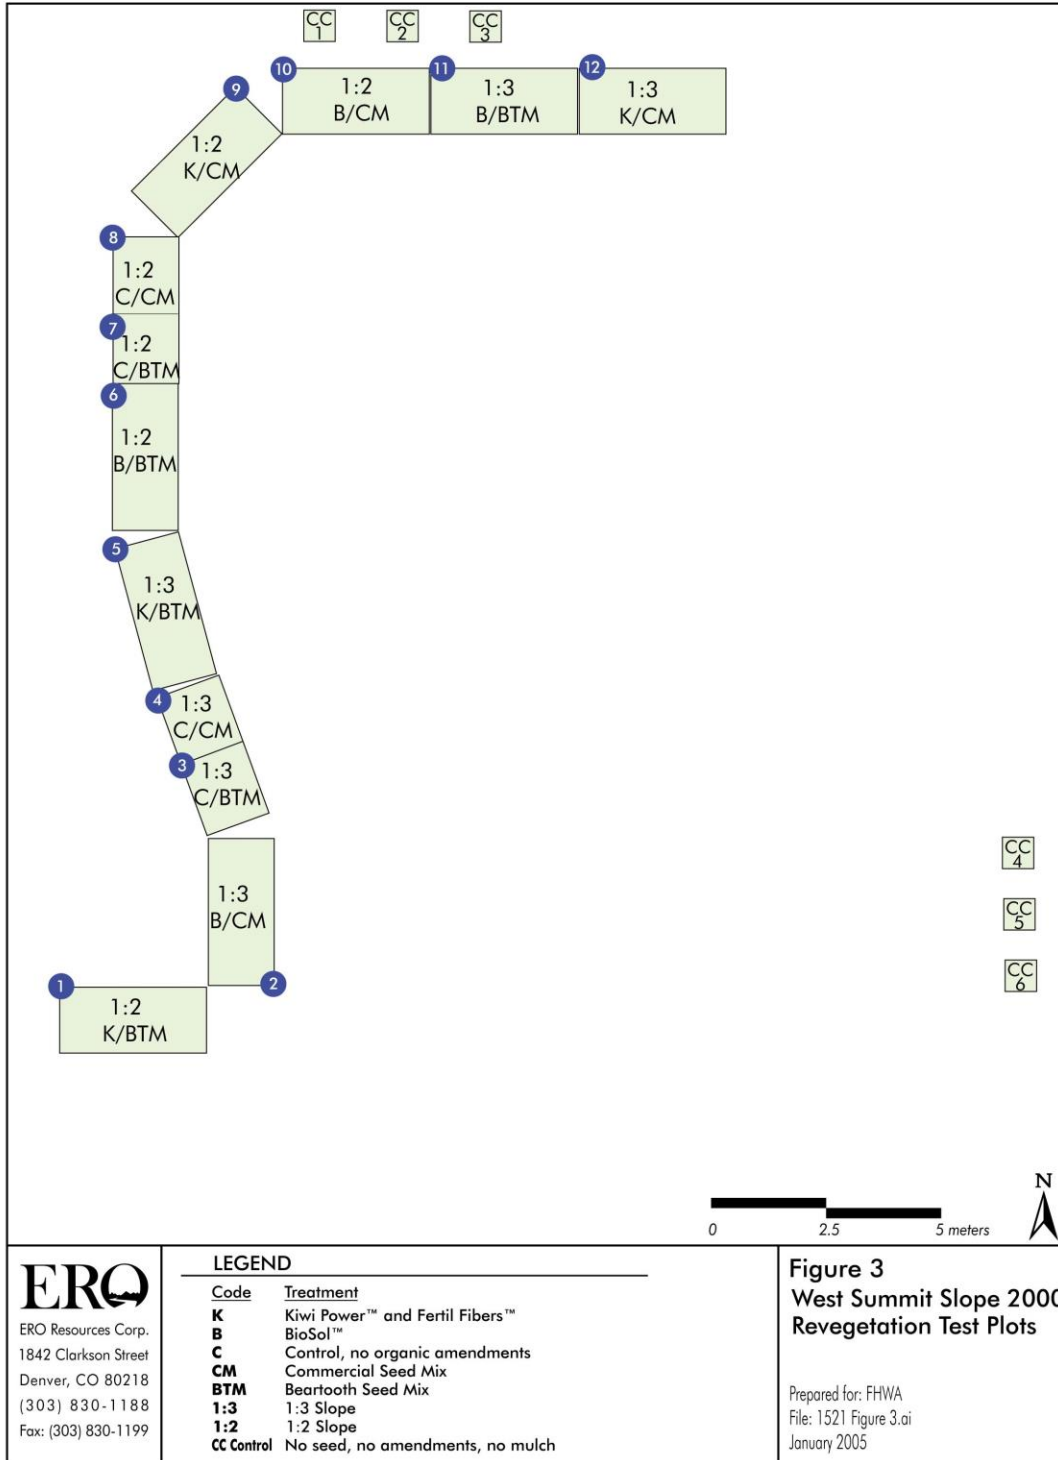 CC
1
CC
2
CC
3
10
1:2
B/CM
11
1:3
B/BTM
12
1:3
K/CM
9
1:2
K/CM
8
1:2
C/CM
7
1:2
C/BTM
6
1:2
B/BTM
5
1:3
K/BTM
4
1:3
C/CM
3
1:3
C/BTM
1:3
B/CM
2
1
1:2
K/BTM
CC
4
CC
5
CC
6
N
0 2.5 5 meters
ERO
ERO Resources Corp.
1842 Clarkson Street
Denver, CO 80218
(303) 830-1188
Fax: (303) 830-1199
LEGEND
Code Treatment
K Kiwi Power™ and Fertil Fibers™
B BioSol™
C Control, no organic amendments
CM Commercial Seed Mix
BTM Beartooth Seed Mix
1:3 1:3 Slope
1:2 1:2 Slope
CC Control No seed, no amendments, no mulch
Figure 3
West Summit Slope 2000
Revegetation Test Plots
Prepared for: FHWA
File: 1521 Figure 3.ai
January 2005